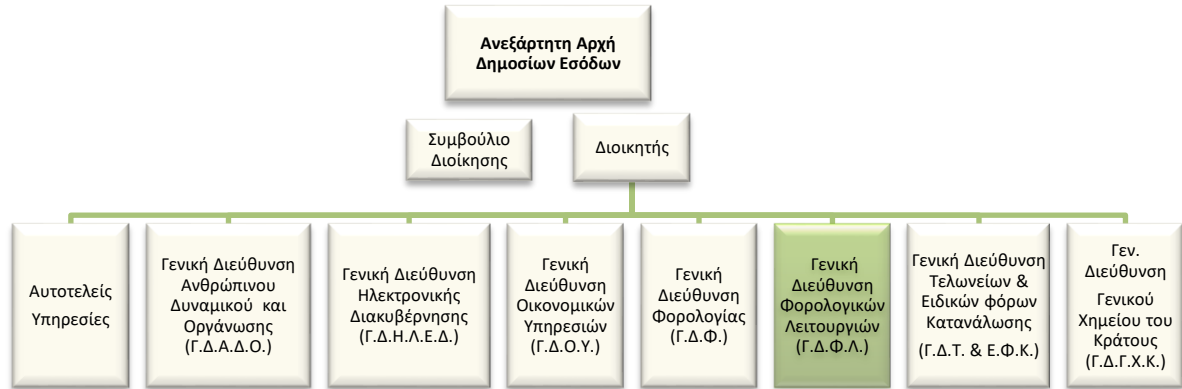 Ανεξάρτητη Αρχή
Δημοσίων Εσόδων
Συμβούλιο
Διοίκησης
Διοικητής
Αυτοτελείς
Υπηρεσίες
Γενική Διεύθυνση
Ανθρώπινου
Δυναμικού και
Οργάνωσης
(Γ.Δ.Α.Δ.Ο.)
Γενική Διεύθυνση
Ηλεκτρονικής
Διακυβέρνησης
(Γ.Δ.Η.Λ.Ε.Δ.)
Γενική
Διεύθυνση
Οικονομικών
Υπηρεσιών
(Γ.Δ.Ο.Υ.)
Γενική
Διεύθυνση
Φορολογίας
(Γ.Δ.Φ.)
Γενική
Διεύθυνση
Φορολογικών
Λειτουργιών
(Γ.Δ.Φ.Λ.)
Γενική Διεύθυνση
Τελωνείων &
Ειδικών φόρων
Κατανάλωσης
(Γ.Δ.Τ. & Ε.Φ.Κ.)
Γεν.
Διεύθυνση
Γενικού
Χημείου του
Κράτους
(Γ.Δ.Γ.Χ.Κ.)